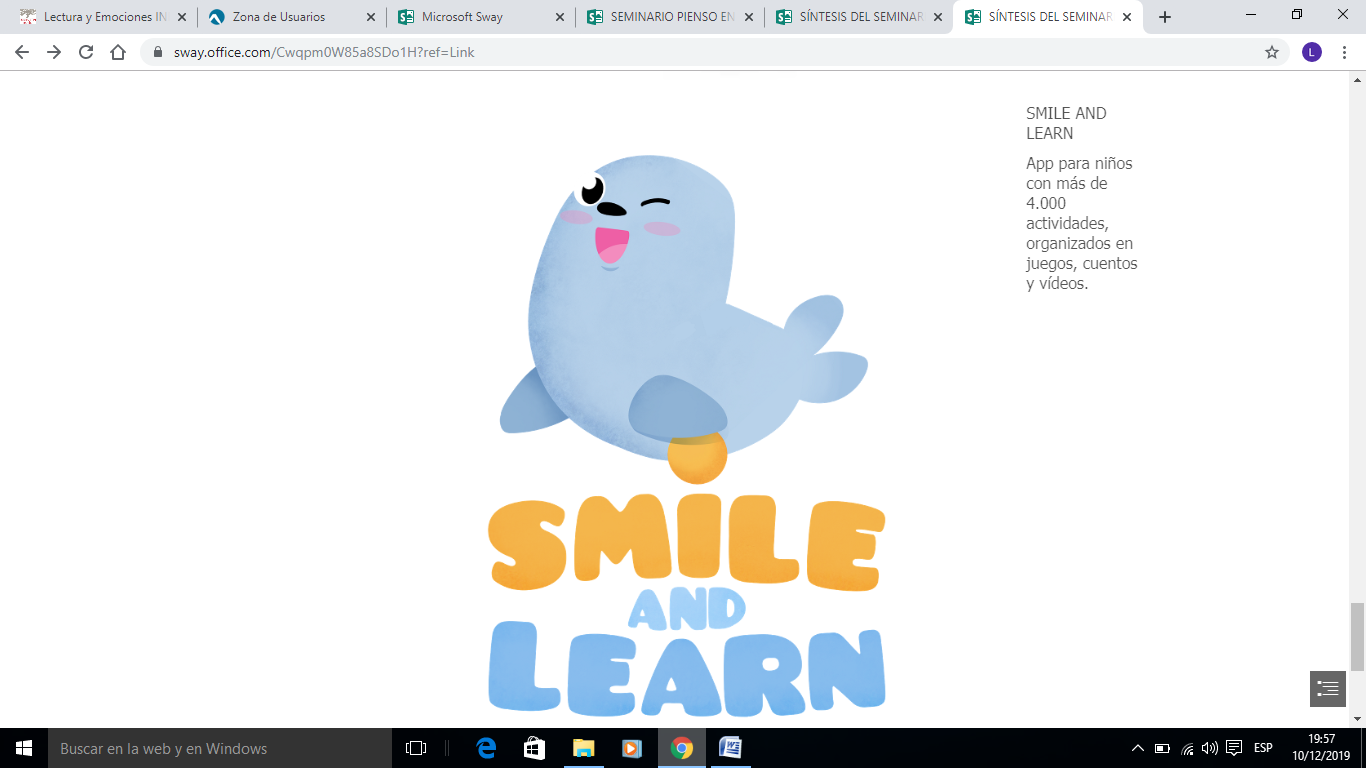 Lectura y Emociones IN
Zona de Usuarios
Microsoft Sway
SEMINARIO PIENSO EN
SÍNTESIS DEL SEMINAR
SÍNTESIS DEL SEMINAR
sway.office.com/Cwqpm0W85a8SDo1H?ref=Link
L
SMILE AND
LEARN
App para niños
con más de
4.000
actividades,
organizados en
juegos, cuentos
y vídeos.
SMILE
AND
LEARN
Buscar en la web y en Windows
ESP
19:57
10/12/2019